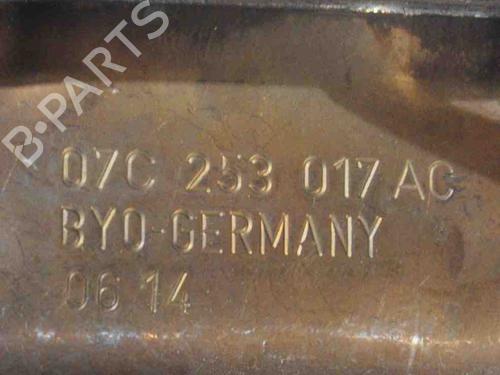 B·PARTS
07C 253 017 AC
BYO-GERMANY
06 14